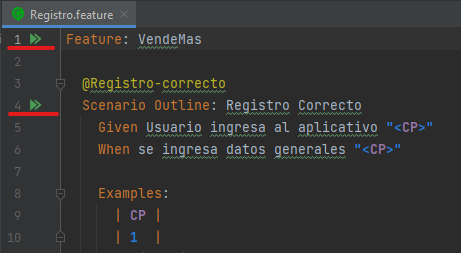 Registro.feature
1 Feature: VendeMas
2
3 @Registro-correcto
4 Scenario Outline: Registro Correcto
5 Given Usuario ingresa al aplicativo "<CP>"
6 When se ingresa datos generales "<CP>"
7
8 Examples:
9 | CP |
10 | 1 |